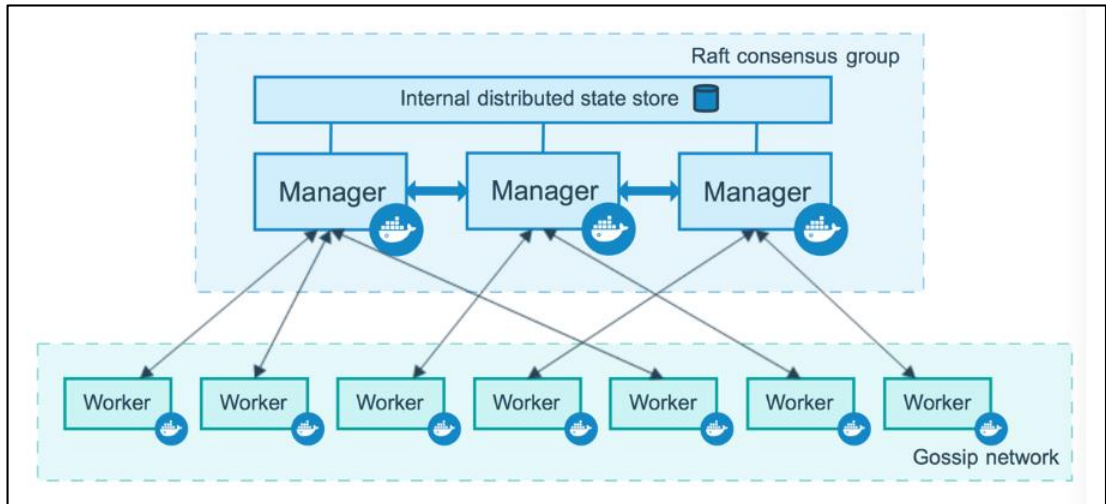 Raft consensus group
Internal distributed state store
Manager
Manager
Manager
Worker
Worker
Worker
Worker
Worker
Worker
Worker
Gossip network